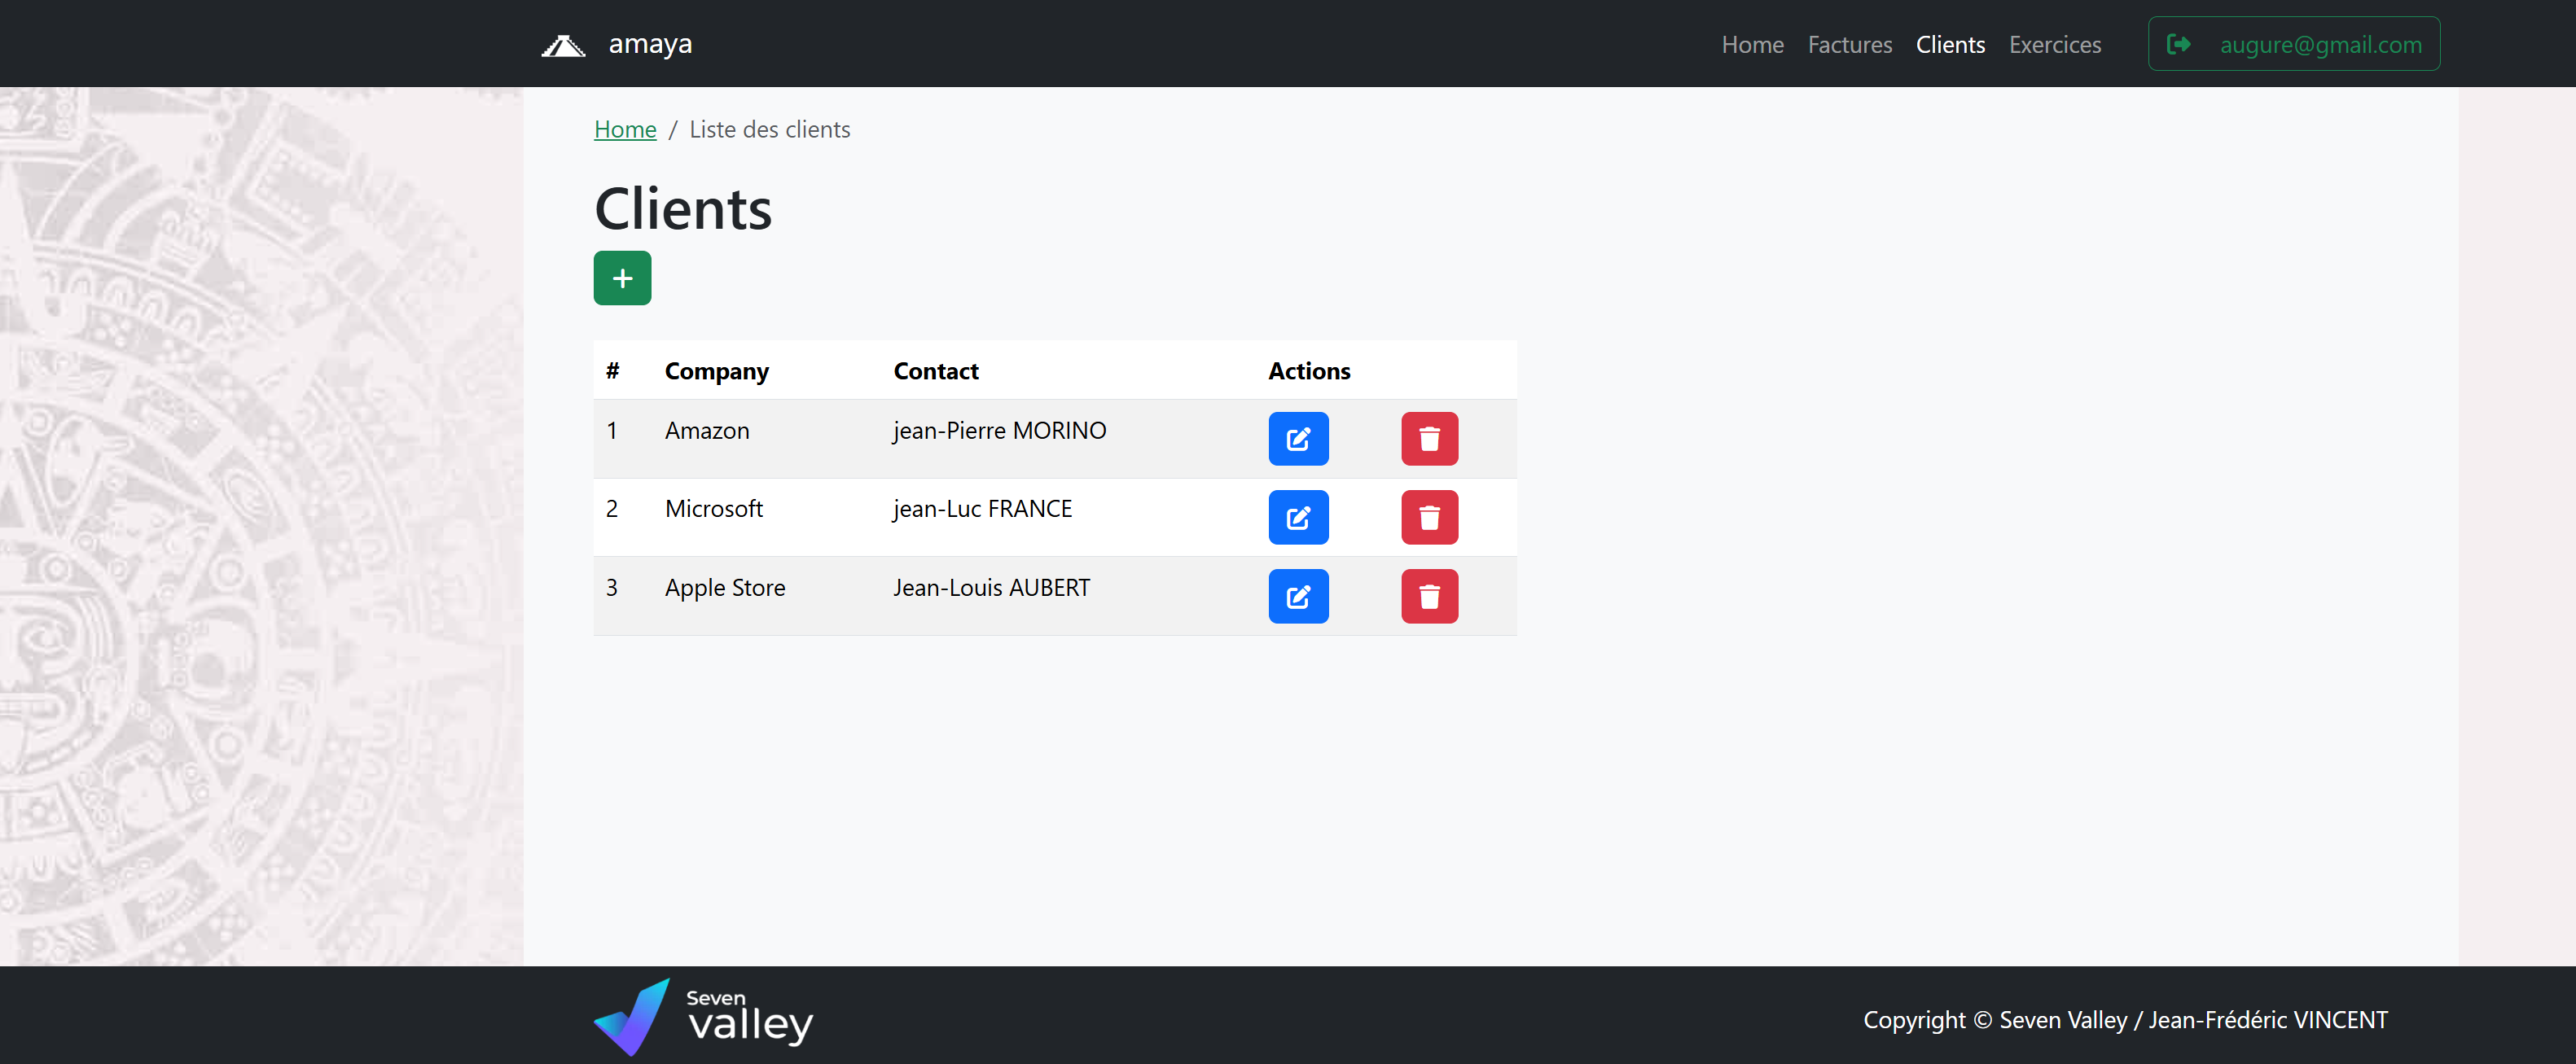 amaya
Home Factures Clients Exercices augure@gmail.com
Home / Liste des clients
Clients
+
# Company Contact Actions
1 Amazon jean-Pierre MORINO
2 Microsoft jean-Luc FRANCE
3 Apple Store Jean-Louis AUBERT
Seven
valley
Copyright © Seven Valley / Jean-Frédéric VINCENT